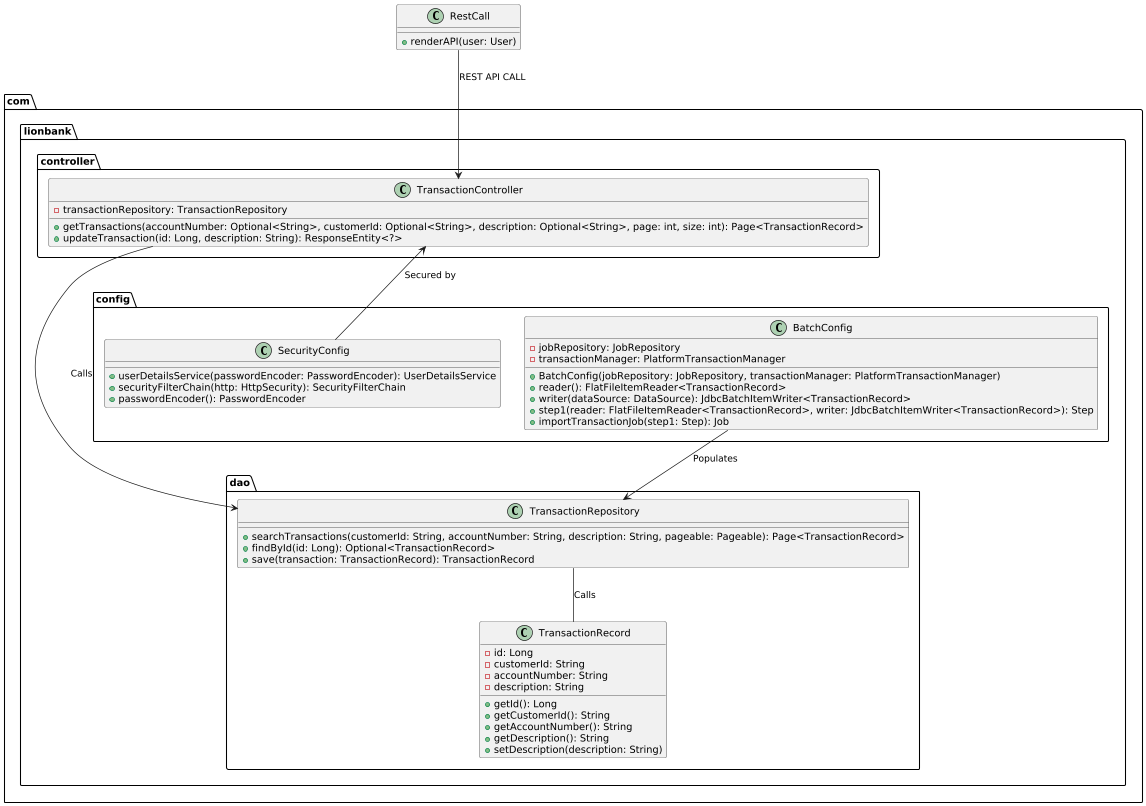 C RestCall
renderAPI(user: User)
REST API CALL
com
lionbank
controller
C TransactionController
transactionRepository: TransactionRepository
getTransactions(accountNumber: Optional<String>, customerId: Optional<String>, description: Optional<String>, page: int, size: int): Page<TransactionRecord>
updateTransaction(id: Long, description: String): ResponseEntity<?>
Secured by
config
C SecurityConfig
userDetailsService(passwordEncoder: PasswordEncoder): UserDetailsService
securityFilterChain(http: HttpSecurity): SecurityFilterChain
passwordEncoder(): PasswordEncoder
C BatchConfig
jobRepository: JobRepository
transactionManager: PlatformTransactionManager
BatchConfig(jobRepository: JobRepository, transactionManager: PlatformTransactionManager)
reader(): FlatFileItemReader<TransactionRecord>
writer(dataSource: DataSource): JdbcBatchItemWriter<TransactionRecord>
step1(reader: FlatFileItemReader<TransactionRecord>, writer: JdbcBatchItemWriter<TransactionRecord>): Step
importTransactionJob(step1: Step): Job
Calls
Populates
dao
C TransactionRepository
searchTransactions(customerId: String, accountNumber: String, description: String, pageable: Pageable): Page<TransactionRecord>
findById(id: Long): Optional<TransactionRecord>
save(transaction: TransactionRecord): TransactionRecord
Calls
C TransactionRecord
id: Long
customerId: String
accountNumber: String
description: String
getId(): Long
getCustomerId(): String
getAccountNumber(): String
getDescription(): String
setDescription(description: String)